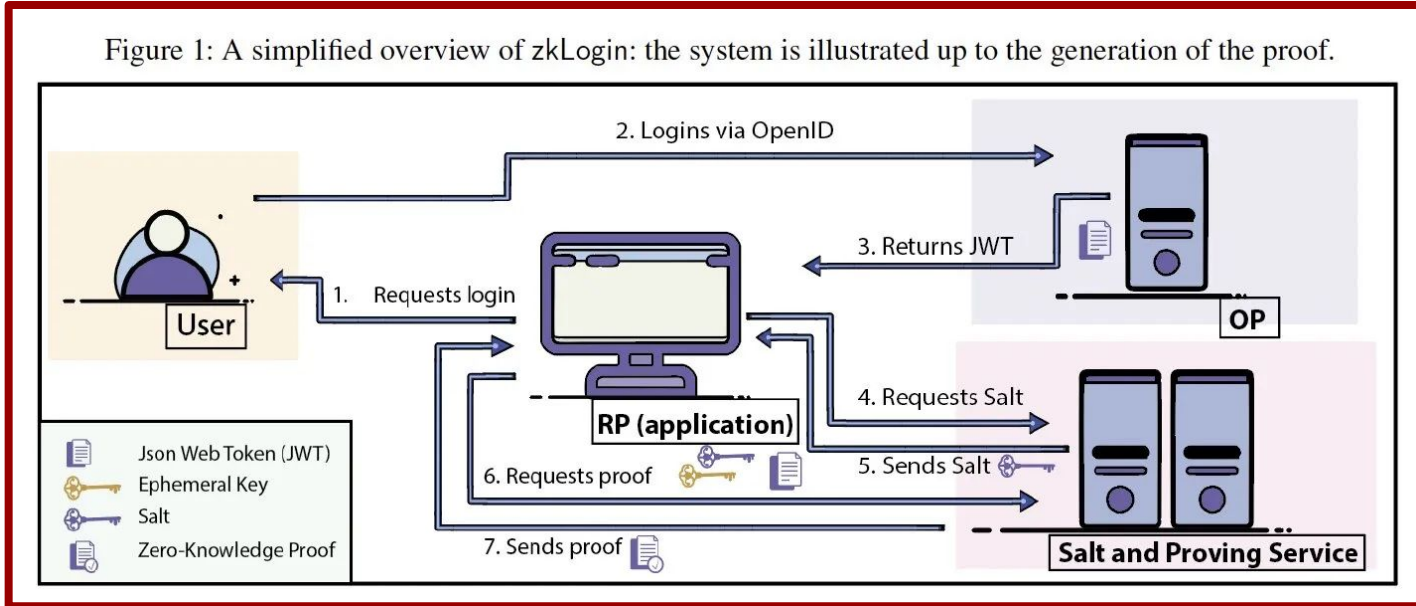 Figure 1: A simplified overview of zkLogin: the system is illustrated up to the generation of the proof.
2. Logins via OpenID
3. Returns JWT
1. Requests login
User
OP
4. Requests Salt
RP (application)
5. Sends Salt
6. Requests proof
7. Sends proof
Salt and Proving Service
Json Web Token (JWT)
Ephemeral Key
Salt
Zero-Knowledge Proof